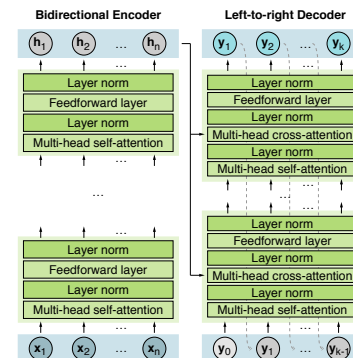 Bidirectional Encoder
h1 h2 ... hn
...
Layer norm
Feedforward layer
Layer norm
Multi-head self-attention
...
...
...
Layer norm
Feedforward layer
Layer norm
Multi-head self-attention
...
x1 x2 ... xn
Left-to-right Decoder
y1 y2 ... yk
...
Layer norm
Feedforward layer
Layer norm
Multi-head cross-attention
Layer norm
Multi-head self-attention
...
...
...
Layer norm
Feedforward layer
Layer norm
Multi-head cross-attention
Layer norm
Multi-head self-attention
...
y0 y1 ... yk-1